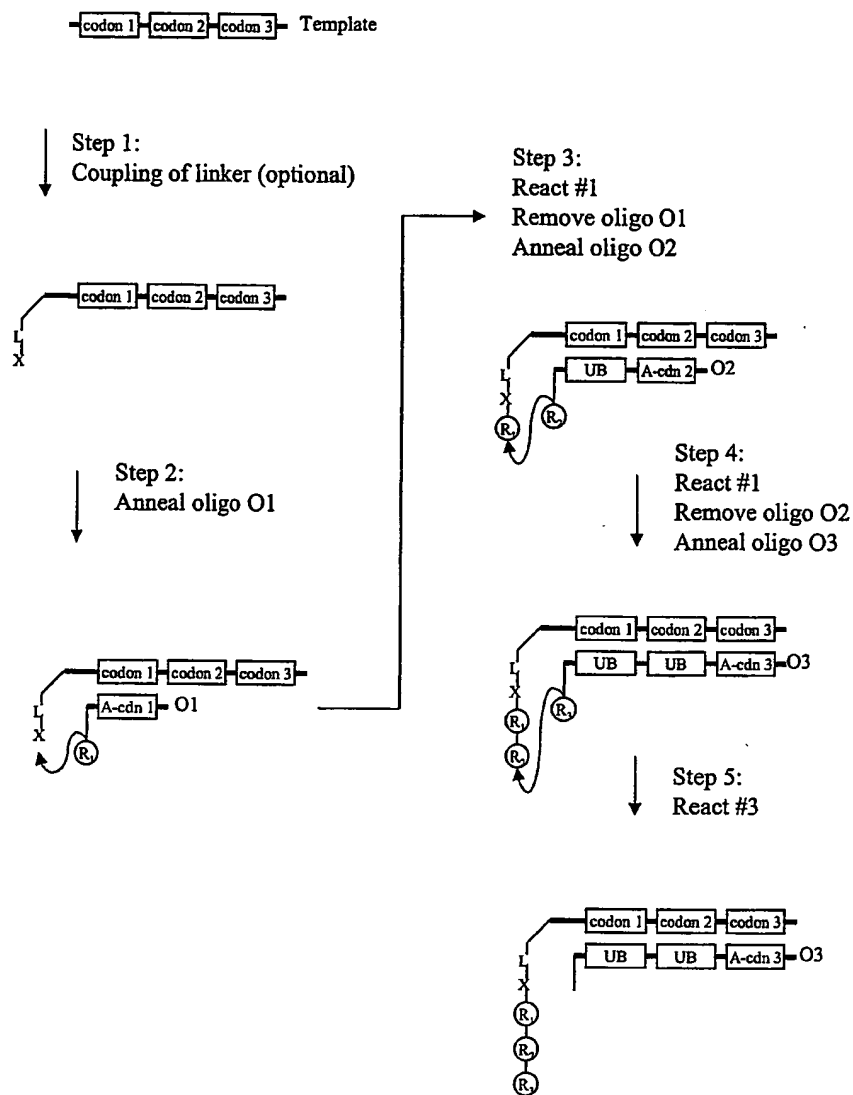 codon 1 codon 2 codon 3 Template
Step 1:
Coupling of linker (optional)
codon 1 codon 2 codon 3
L
X
Step 2:
Anneal oligo O1
codon 1 codon 2 codon 3
A-cdn 1 O1
L
X
R1
Step 3:
React #1
Remove oligo O1
Anneal oligo O2
codon 1 codon 2 codon 3
UB A-cdn 2 O2
L
X
R1 R2
Step 4:
React #1
Remove oligo O2
Anneal oligo O3
codon 1 codon 2 codon 3
UB UB A-cdn 3 O3
L
X
R1 R3
R2
Step 5:
React #3
codon 1 codon 2 codon 3
UB UB A-cdn 3 O3
L
X
R1
R2
R3